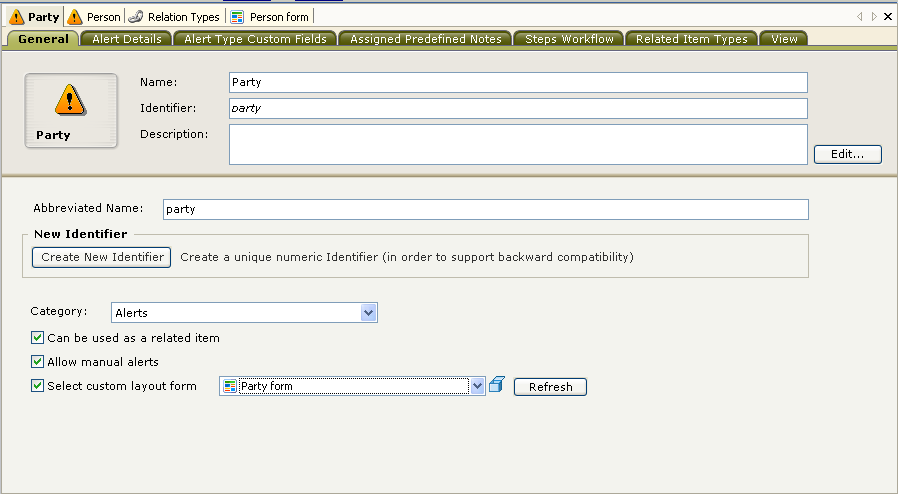 Party Person Relation Types Person form
General Alert Details Alert Type Custom Fields Assigned Predefined Notes Steps Workflow Related Item Types View
Party
Name: Party
Identifier: party
Description:
Edit...
Abbreviated Name: party
New Identifier
Create New Identifier Create a unique numeric Identifier (in order to support backward compatibility)
Category: Alerts
Can be used as a related item
Allow manual alerts
Select custom layout form Party form Refresh